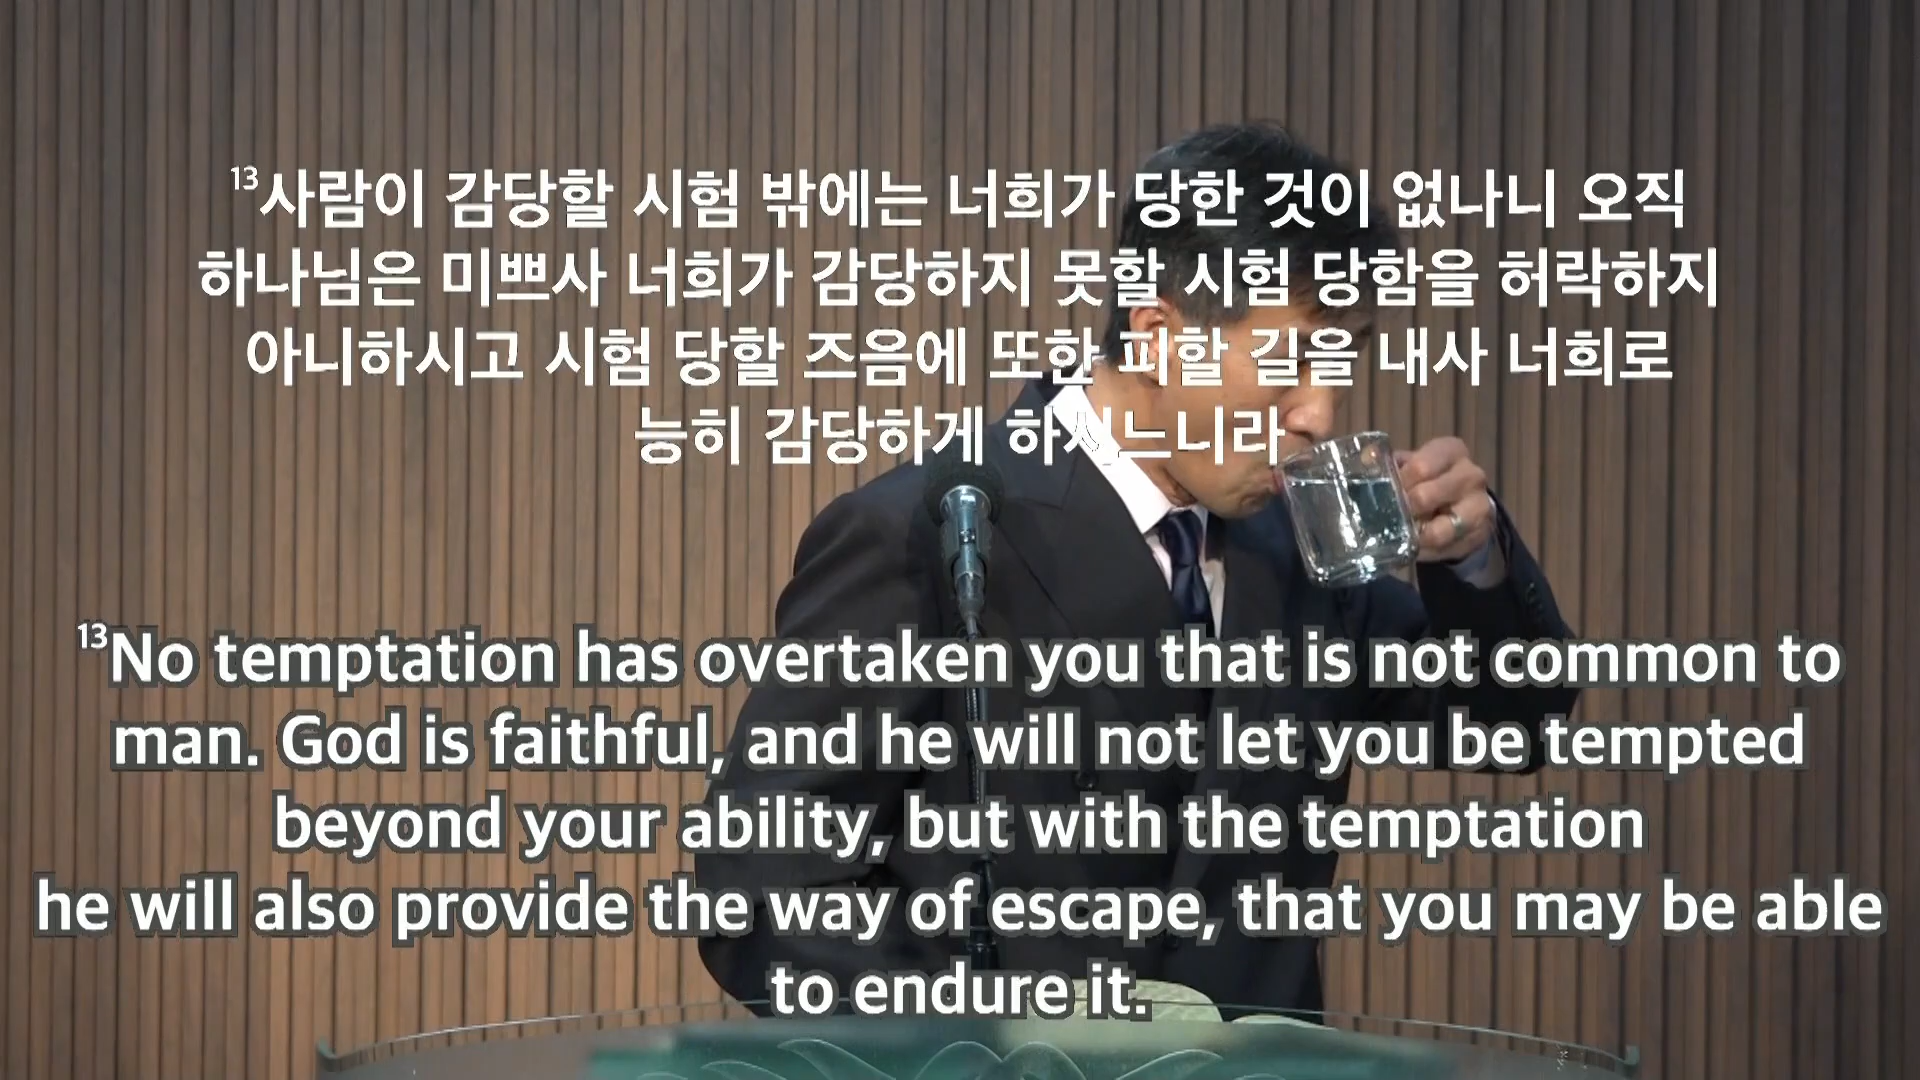 13사람이 감당할 시험 밖에는 너희가 당한 것이 없나니 오직
하나님은 미쁘사 너희가 감당하지 못할 시험 당함을 허락하지
아니하시고 시험 당할 즈음에 또한 피할 길을 내사 너희로
능히 감당하게 하시느니라
13No temptation has overtaken you that is not common to
man. God is faithful, and he will not let you be tempted
beyond your ability, but with the temptation
he will also provide the way of escape, that you may be able
to endure it.